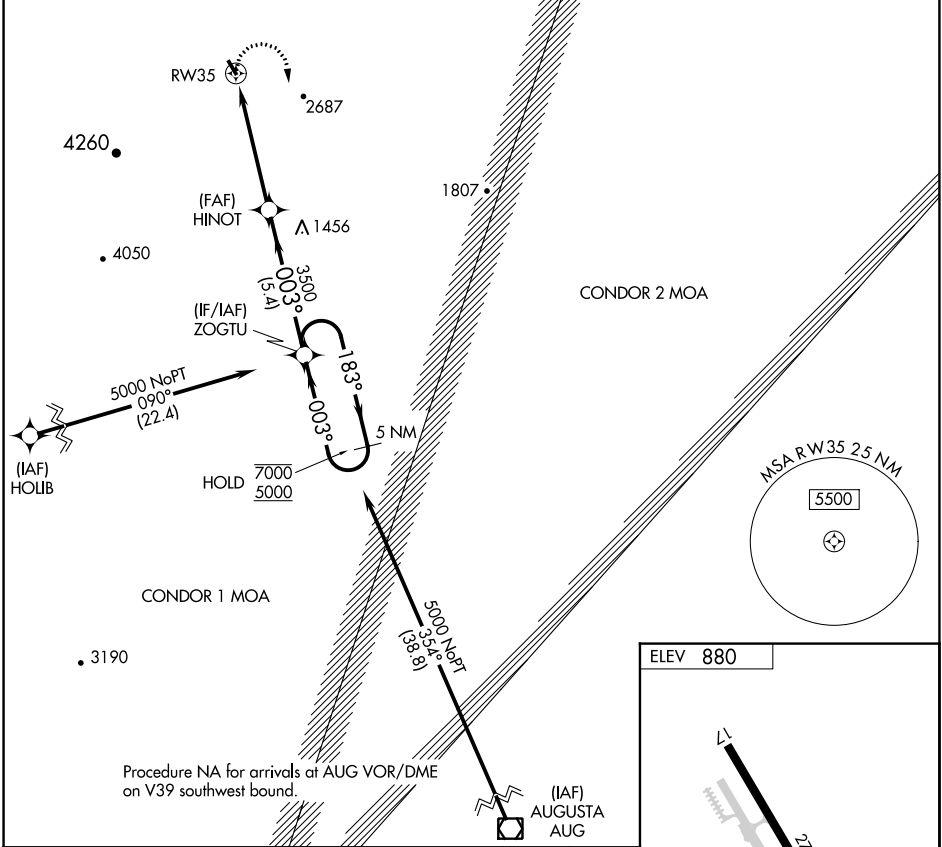 RW35
2687
4260
(FAF)
HINOT
1807
1456
4050
3500
003°
(5.4)
CONDOR 2 MOA
(IF/IAF)
ZOGTU
183°
5000 NoPT
090°
(22.4)
003°
5 NM
(IAF)
HOLIB
HOLD
7000
5000
MSA RW35 25 NM
5500
CONDOR 1 MOA
5000 NoPT
354°
(38.8)
3190
ELEV 880
17
Procedure NA for arrivals at AUG VOR/DME
on V39 southwest bound.
(IAF)
AUGUSTA
AUG